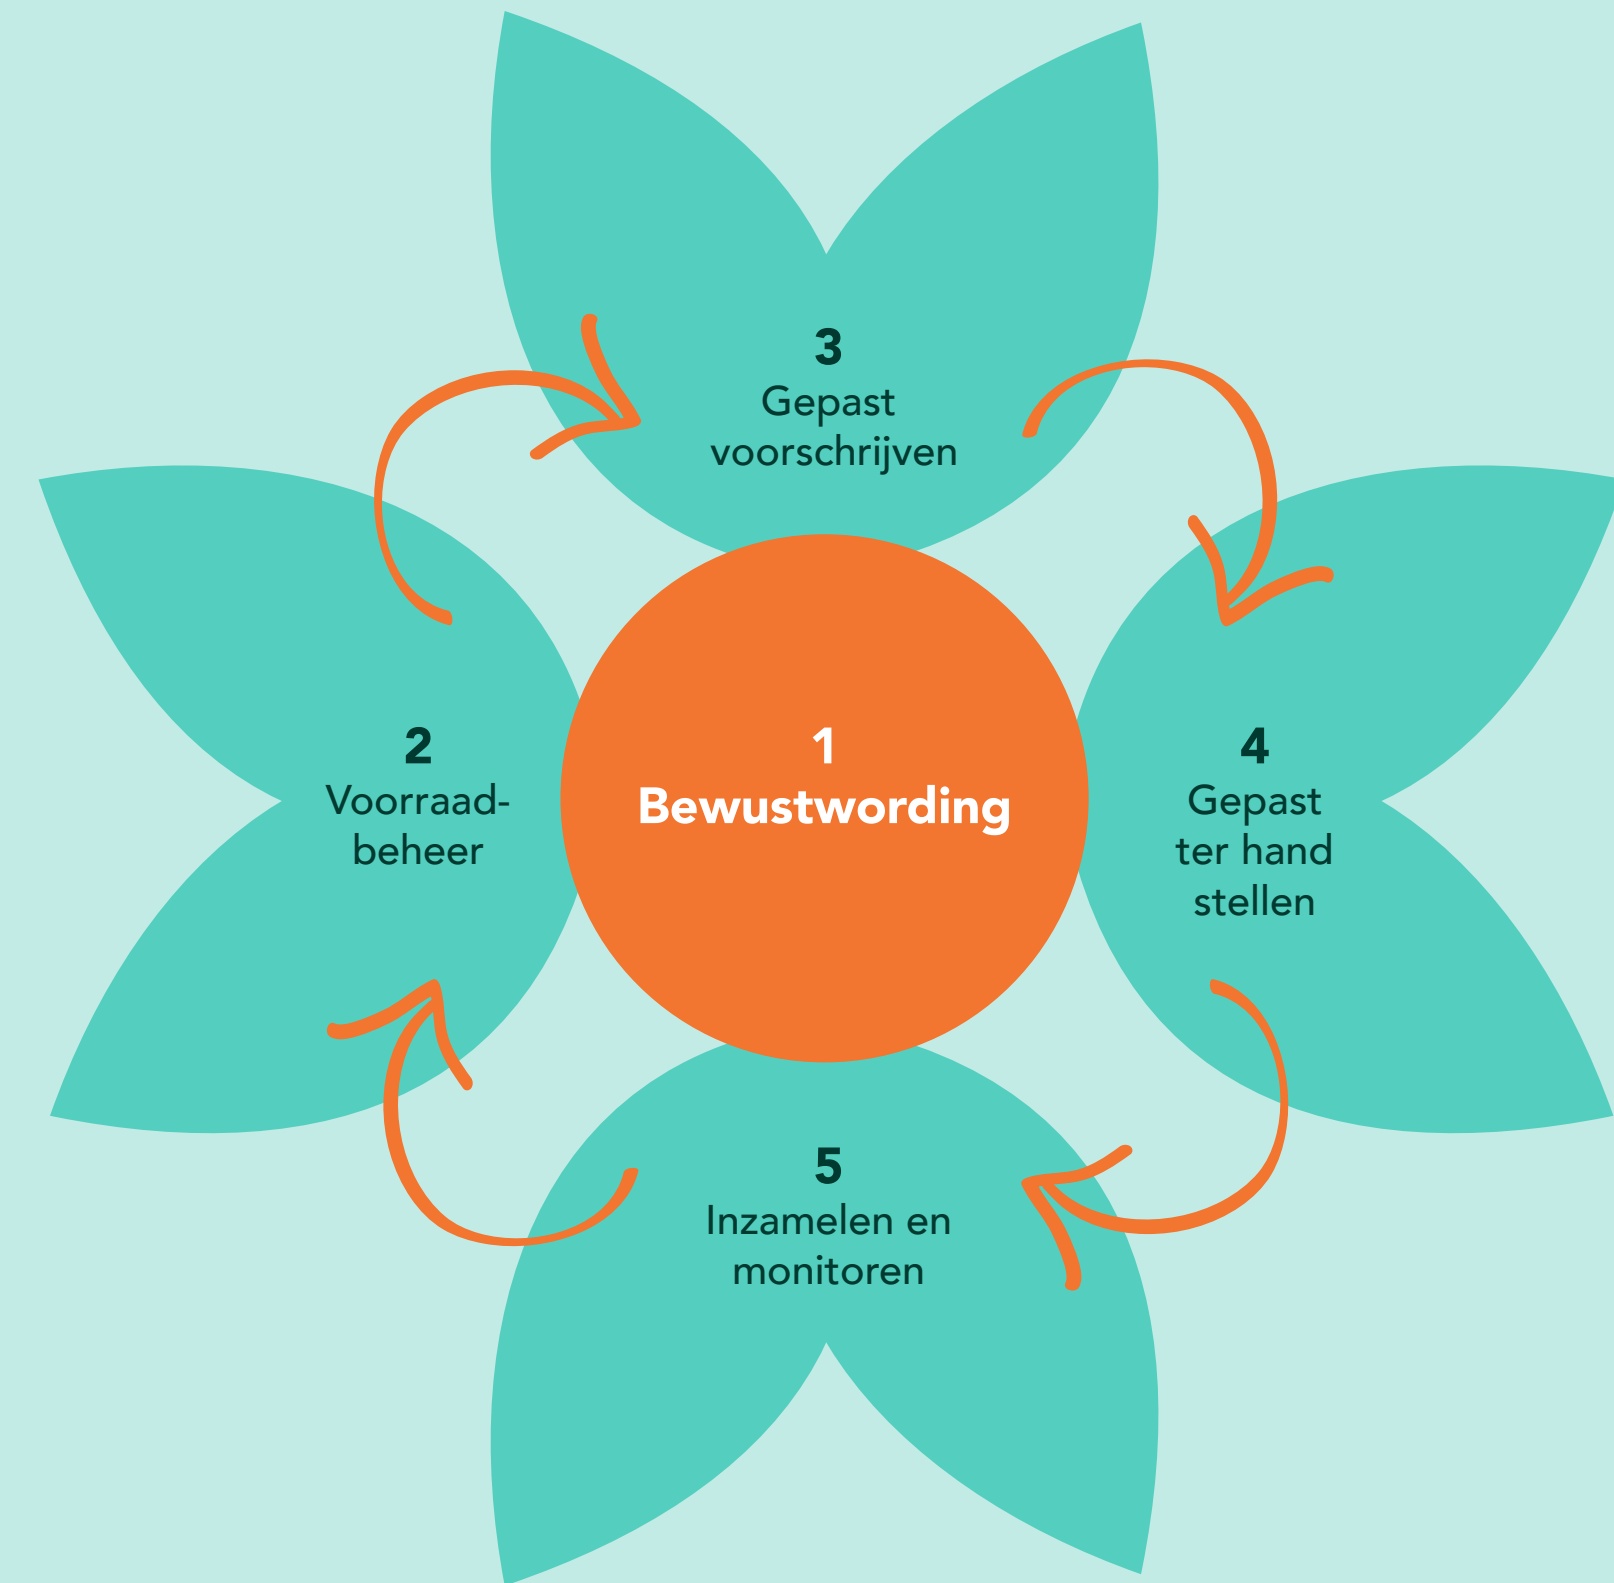 3
Gepast
voorschrijven
2
Voorraad-
beheer
1
Bewustwording
4
Gepast
ter hand
stellen
5
Inzamelen en
monitoren